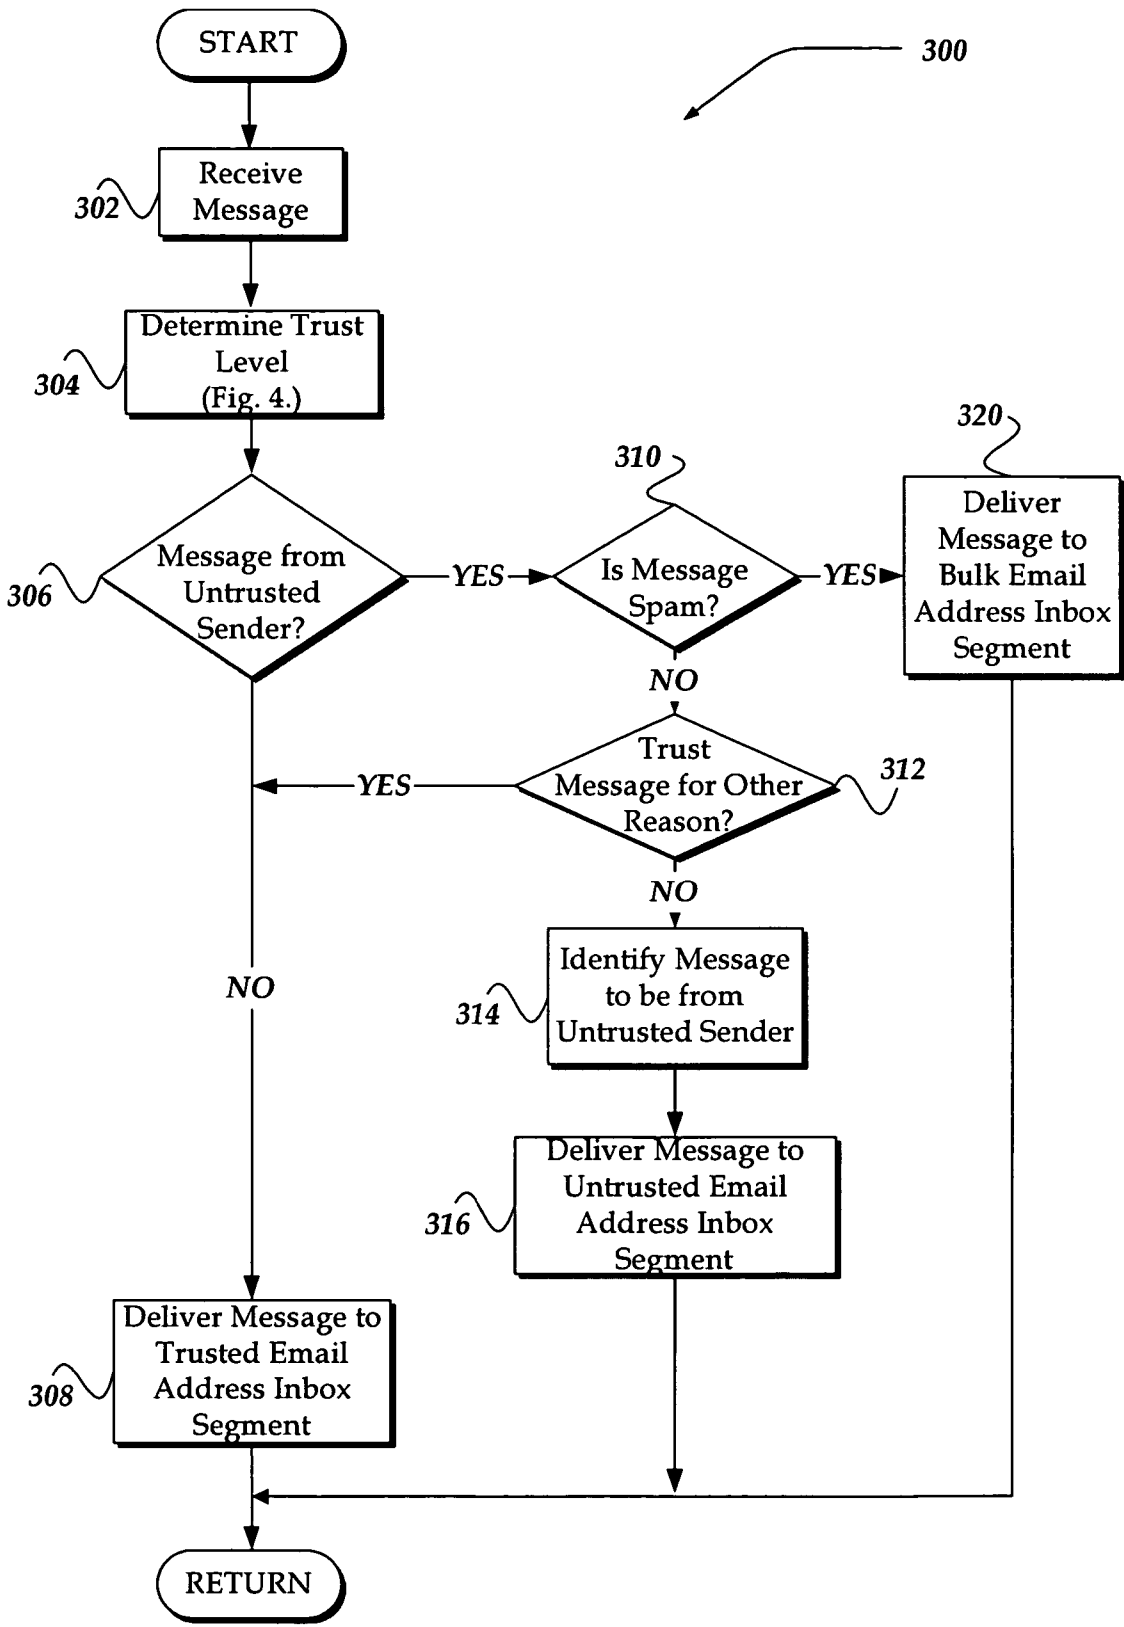 START
300
Receive
Message
302
Determine Trust
Level
(Fig. 4.)
304
Message from
Untrusted
Sender?
306
YES
310
Is Message
Spam?
YES
320
Deliver
Message to
Bulk Email
Address Inbox
Segment
NO
Trust
Message for Other
Reason?
312
YES
NO
NO
Identify Message
to be from
Untrusted Sender
314
Deliver Message to
Untrusted Email
Address Inbox
Segment
316
Deliver Message to
Trusted Email
Address Inbox
Segment
308
RETURN